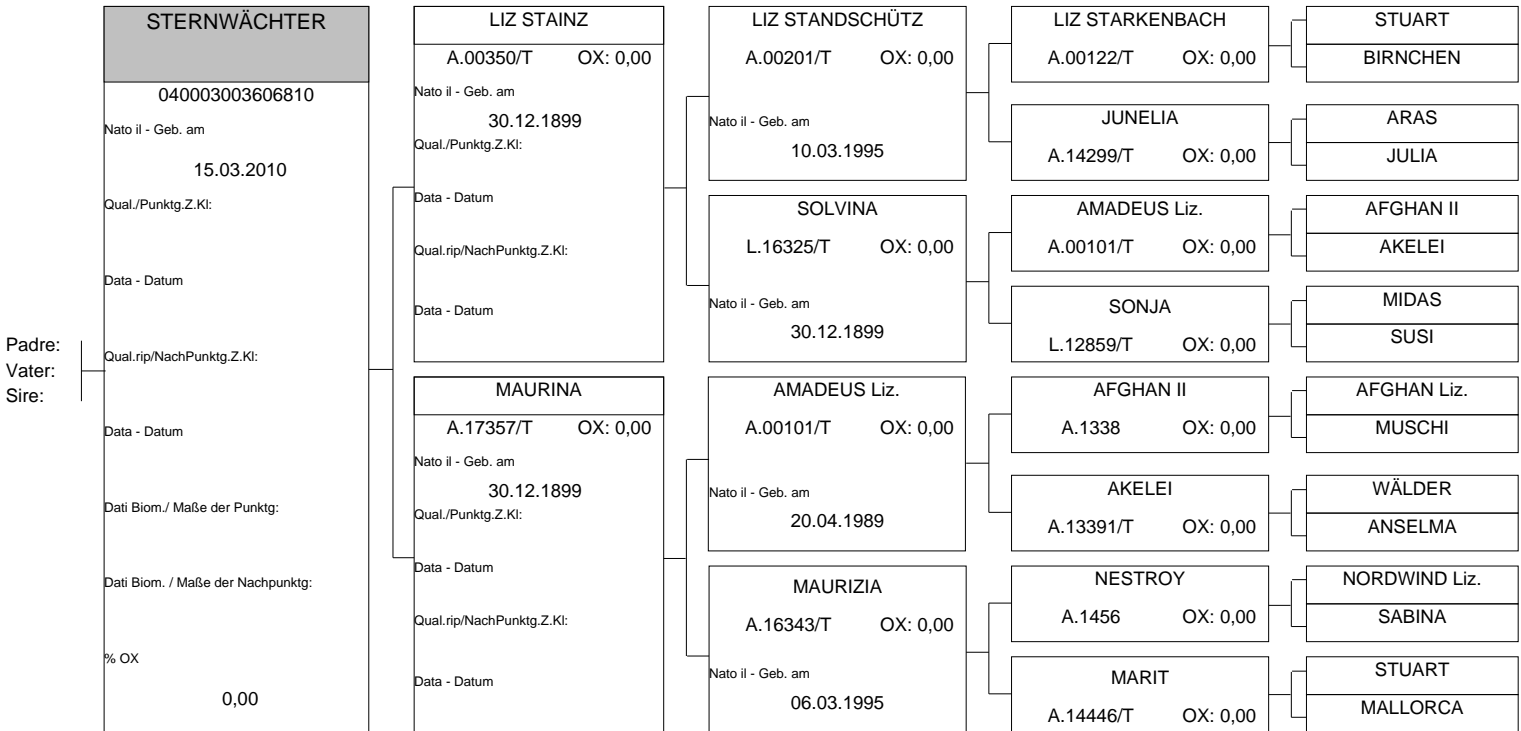 Padre:
Vater:
Sire:
STERNWÄCHTER
040003003606810
Nato il - Geb. am
15.03.2010
Qual./Punktg.Z.Kl:
Data - Datum
Qual.rip/NachPunktg.Z.Kl:
Data - Datum
Dati Biom./ Maße der Punktg:
Dati Biom. / Maße der Nachpunktg:
% OX
0,00
LIZ STAINZ
A.00350/T OX: 0,00
Nato il - Geb. am
30.12.1899
Qual./Punktg.Z.Kl:
Data - Datum
Qual.rip/NachPunktg.Z.Kl:
Data - Datum
MAURINA
A.17357/T OX: 0,00
Nato il - Geb. am
30.12.1899
Qual./Punktg.Z.Kl:
Data - Datum
Qual.rip/NachPunktg.Z.Kl:
Data - Datum
LIZ STANDSCHÜTZ
A.00201/T OX: 0,00
Nato il - Geb. am
10.03.1995
SOLVINA
L.16325/T OX: 0,00
Nato il - Geb. am
30.12.1899
AMADEUS Liz.
A.00101/T OX: 0,00
Nato il - Geb. am
20.04.1989
MAURIZIA
A.16343/T OX: 0,00
Nato il - Geb. am
06.03.1995
LIZ STARKENBACH
A.00122/T OX: 0,00
JUNELIA
A.14299/T OX: 0,00
AMADEUS Liz.
A.00101/T OX: 0,00
SONJA
L.12859/T OX: 0,00
AFGHAN II
A.1338 OX: 0,00
AKELEI
A.13391/T OX: 0,00
NESTROY
A.1456 OX: 0,00
MARIT
A.14446/T OX: 0,00
STUART
BIRNCHEN
ARAS
JULIA
AFGHAN II
AKELEI
MIDAS
SUSI
AFGHAN Liz.
MUSCHI
WÄLDER
ANSELMA
NORDWIND Liz.
SABINA
STUART
MALLORCA